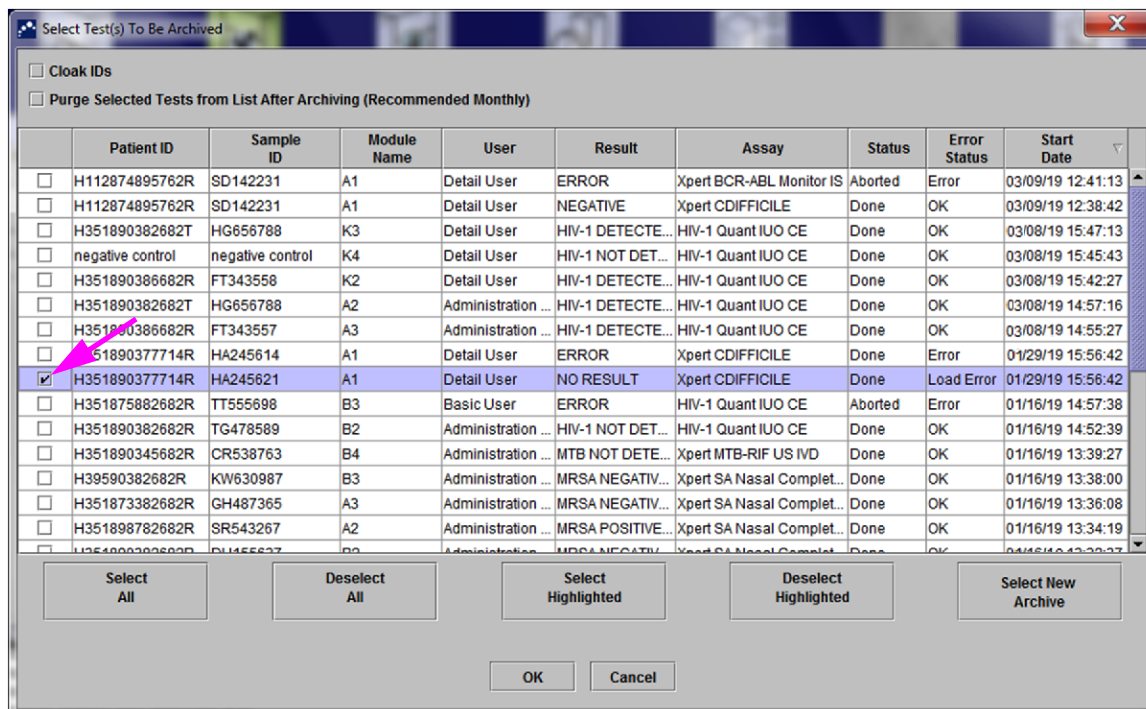 Select Test(s) To Be Archived
Cloak IDs
Purge Selected Tests from List After Archiving (Recommended Monthly)
Patient ID Sample ID Module Name User Result Assay Status Error Status Start Date
H112874895762R SD142231 A1 Detail User ERROR Xpert BCR-ABL Monitor IS Aborted Error 03/09/19 12:41:13
H112874895762R SD142231 A1 Detail User NEGATIVE Xpert CDIFFICILE Done OK 03/09/19 12:38:42
H351890382682T HG656788 K3 Detail User HIV-1 DETECTE... HIV-1 Quant IUO CE Done OK 03/08/19 15:47:13
negative control negative control K4 Detail User HIV-1 NOT DET... HIV-1 Quant IUO CE Done OK 03/08/19 15:45:43
H351890386682R FT343558 K2 Detail User HIV-1 DETECTE... HIV-1 Quant IUO CE Done OK 03/08/19 15:42:27
H351890382682T HG656788 A2 Administration ... HIV-1 DETECTE... HIV-1 Quant IUO CE Done OK 03/08/19 14:57:16
H351890386682R FT343557 A3 Administration ... HIV-1 DETECTE... HIV-1 Quant IUO CE Done OK 03/08/19 14:55:27
351890377714R HA245614 A1 Detail User ERROR Xpert CDIFFICILE Done Error 01/29/19 15:56:42
H351890377714R HA245621 A1 Detail User NO RESULT Xpert CDIFFICILE Done Load Error 01/29/19 15:56:42
H351875882682R TT555698 B3 Basic User ERROR HIV-1 Quant IUO CE Aborted Error 01/16/19 14:57:38
H351890382682R TG478589 B2 Administration ... HIV-1 NOT DET... HIV-1 Quant IUO CE Done OK 01/16/19 14:52:39
H351890345682R CR538763 B4 Administration ... MTB NOT DETE... Xpert MTB-RIF US IVD Done OK 01/16/19 13:39:27
H39590382682R KW630987 B3 Administration ... MRSA NEGATIV... Xpert SA Nasal Complet... Done OK 01/16/19 13:38:00
H351873382682R GH487365 A3 Administration ... MRSA NEGATIV... Xpert SA Nasal Complet... Done OK 01/16/19 13:36:08
H351898782682R SR543267 A2 Administration ... MRSA POSITIVE... Xpert SA Nasal Complet... Done OK 01/16/19 13:34:19
Select All Deselect All Select Highlighted Deselect Highlighted Select New Archive
OK Cancel